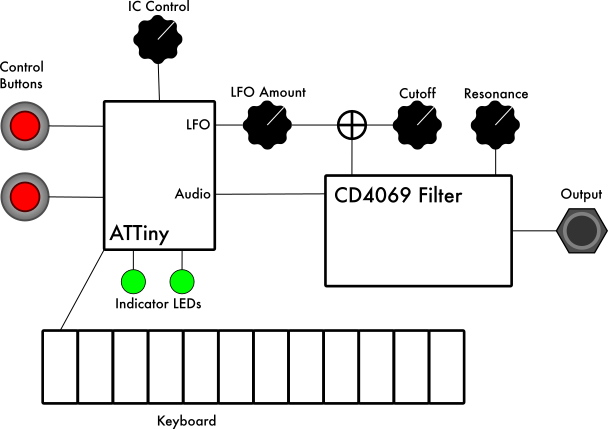 IC Control
Control
Buttons
LFO Amount
Cutoff
Resonance
LFO
Audio
CD4069 Filter
Output
ATTiny
Indicator LEDs
Keyboard